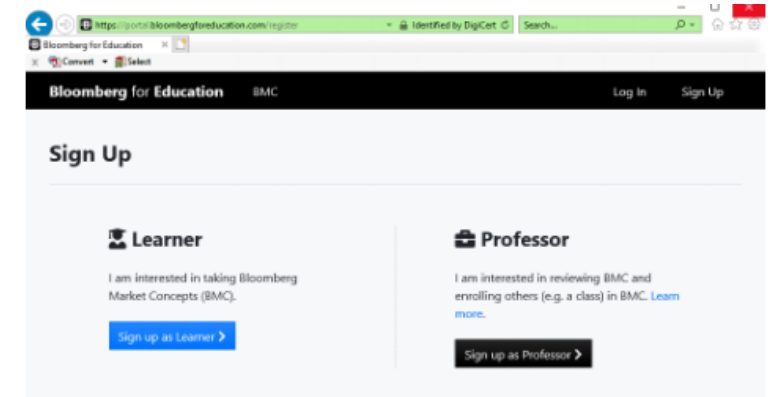 https://portal.bloombergforeducation.com/register
Identified by DigiCert
Search...
Bloomberg for Education
x Convert Select
Bloomberg for Education BMC Log In Sign Up
Sign Up
Learner
I am interested in taking Bloomberg
Market Concepts (BMC).
Sign up as Learner
Professor
I am interested in reviewing BMC and
enrolling others (e.g. a class) in BMC. Learn
more.
Sign up as Professor